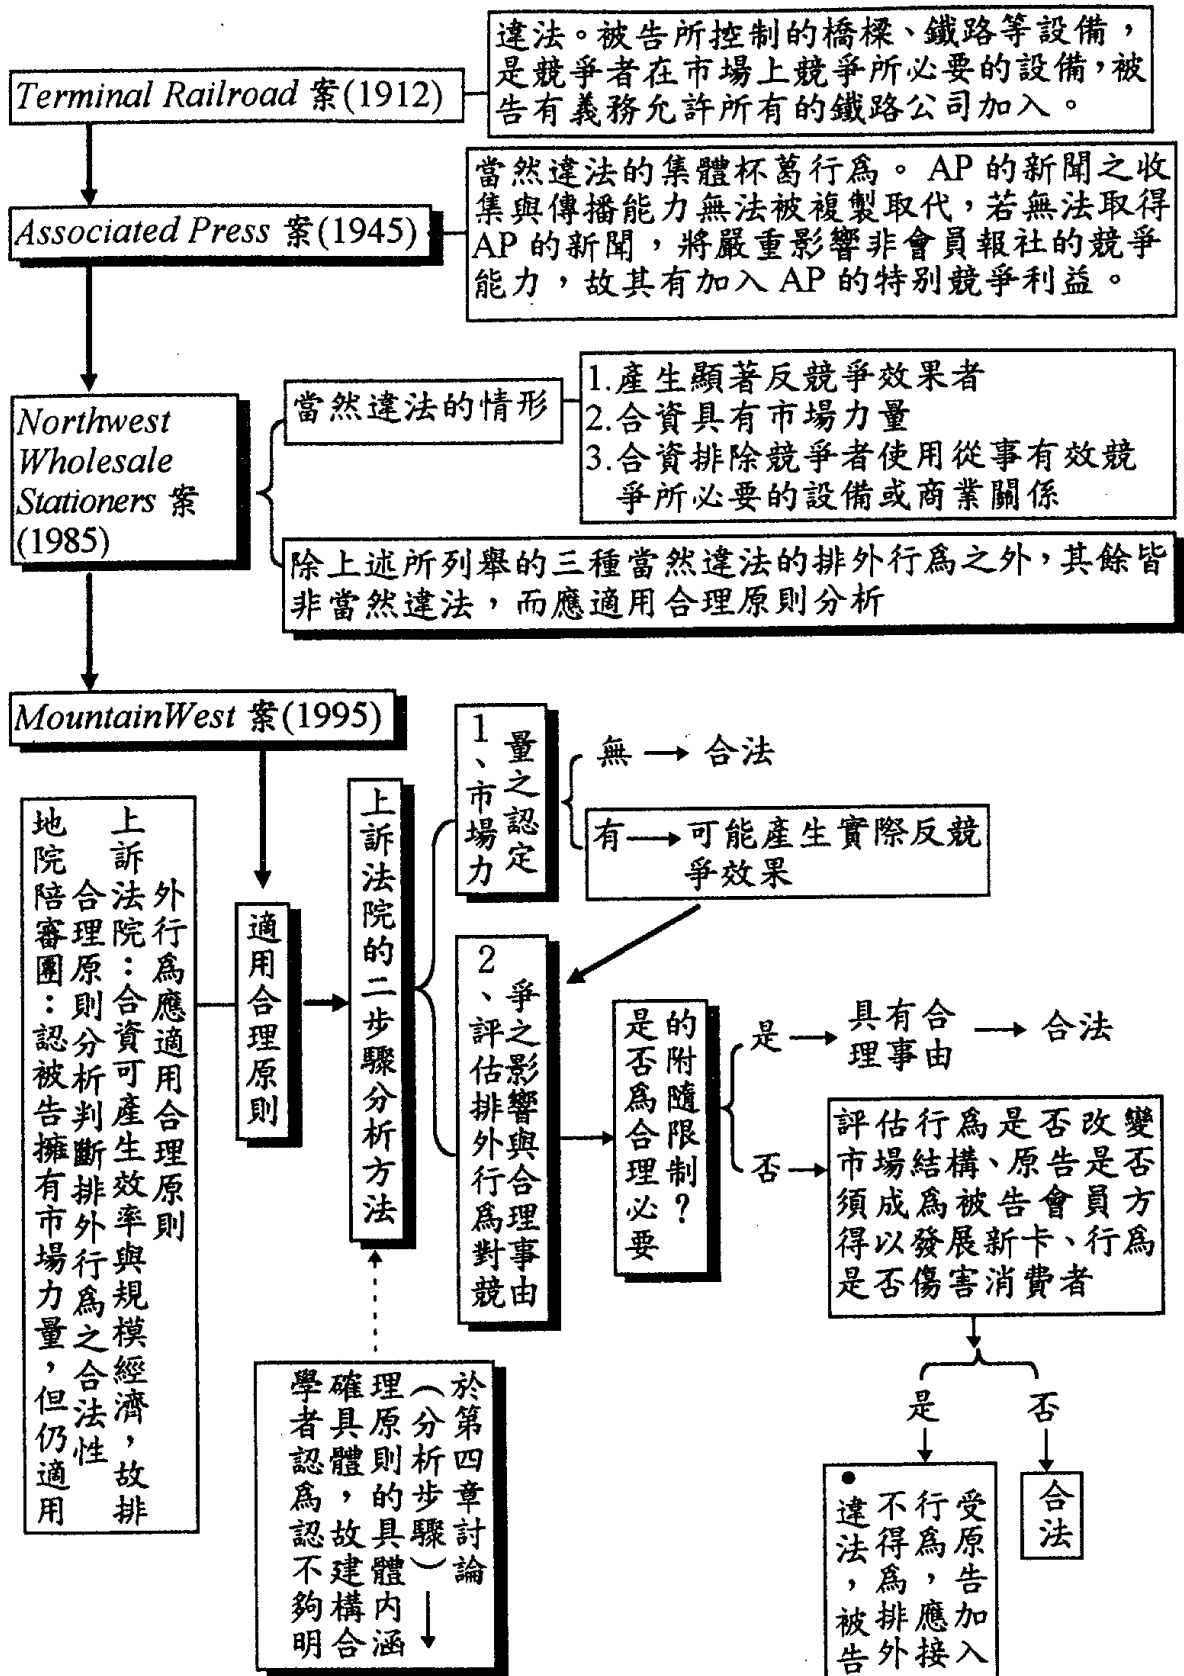 Terminal Railroad 案(1912)
違法。被告所控制的橋樑、鐵路等設備，
是競爭者在市場上競爭所必要的設備，被
告有義務允許所有的鐵路公司加入。
Associated Press 案(1945)
當然違法的集體杯葛行為。AP 的新聞之收
集與傳播能力無法被複製取代，若無法取得
AP 的新聞，將嚴重影響非會員報社的競爭
能力，故其有加入 AP 的特別競爭利益。
Northwest
Wholesale
Stationers 案
(1985)
當然違法的情形
1.產生顯著反競爭效果者
2.合資具有市場力量
3.合資排除競爭者使用從事有效競
爭所必要的設備或商業關係
除上述所列舉的三種當然違法的排外行為之外，其餘皆
非當然違法，而應適用合理原則分析
MountainWest 案(1995)
地院陪審團：認被告擁有市場力量，但仍適用
合理原則分析判斷排外行為之合法性
上訴法院：合資可產生效率與規模經濟，故排
外行為應適用合理原則
適用合理原則
上訴法院的二步驟分析方法
1、市場力
量之認定
無 → 合法
有 → 可能產生實際反競
爭效果
2、評估排外行為對競
爭之影響與合理事由
是否為合理必要
的附隨限制？
是 → 具有合
理事由 → 合法
否
評估行為是否改變
市場結構、原告是否
須成為被告會員方
得以發展新卡、行為
是否傷害消費者
是
否
●違法，被告
不得為排外
行為，應接
受原告加入
合法
學者認為認不夠明
確具體，故建構合
理原則的具體內涵
（分析步驟）→
於第四章討論